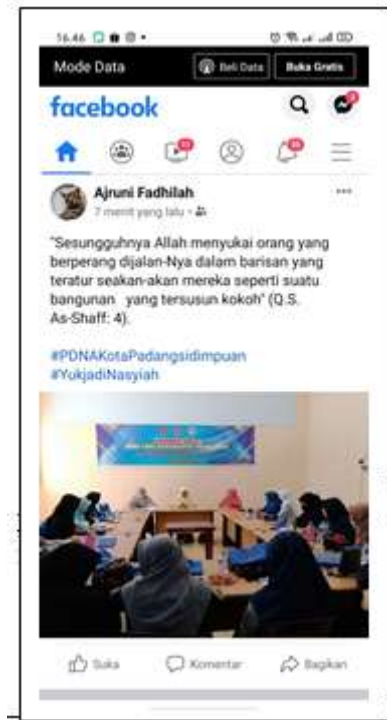 16.46
Mode Data
Beli Data
Buka Gratis
facebook
Ajruni Fadhilah
7 menit yang lalu
"Sesungguhnya Allah menyukai orang yang
berperang dijalan-Nya dalam barisan yang
teratur seakan-akan mereka seperti suatu
bangunan yang tersusun kokoh" (Q.S.
As-Shaff: 4).
#PDNAKotaPadangsidimpuan
#YukjadiNasyiah
Suka
Komentar
Bagikan